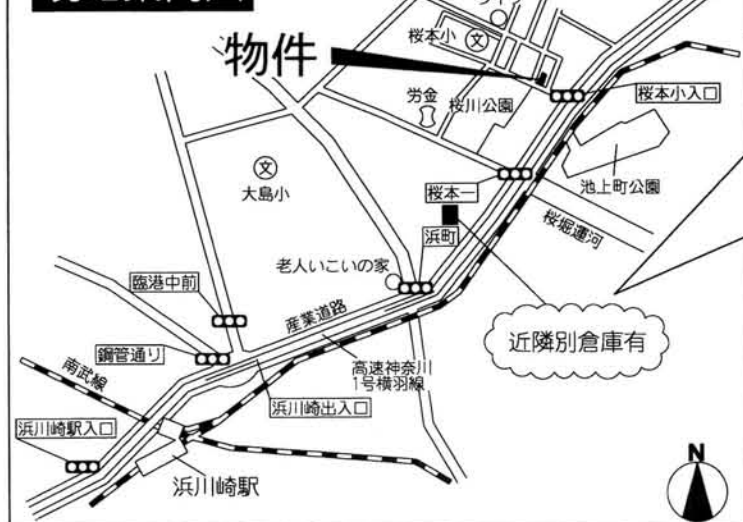 桜本小
文
物件
労金
桜川公園
桜本小入口
文
大島小
桜本一
池上町公園
桜堀運河
浜町
老人いこいの家
臨港中前
産業道路
近隣別倉庫有
鋼管通り
南武線
高速神奈川
1号横羽線
浜川崎出入口
浜川崎駅入口
浜川崎駅
N